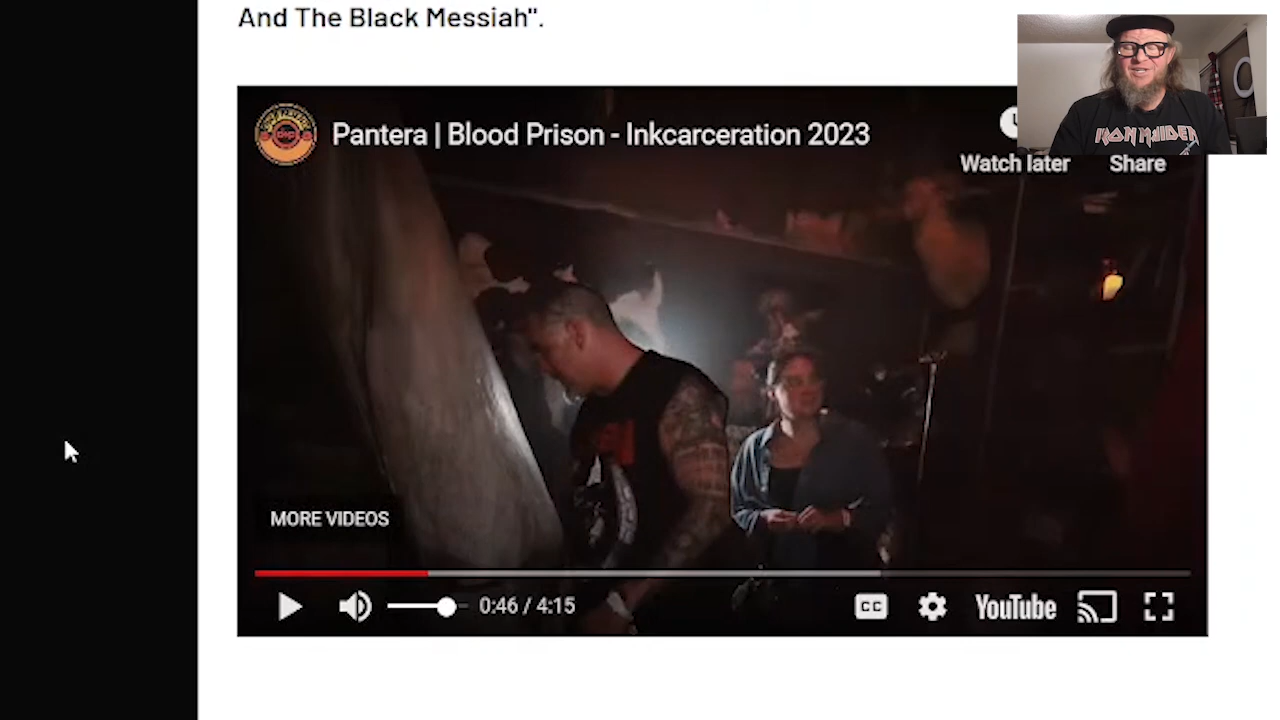 And The Black Messiah".
Pantera | Blood Prison - Inkcarceration 2023
Watch later
Share
IRON MAIDEN
MORE VIDEOS
0:46 / 4:15
CC
YouTube